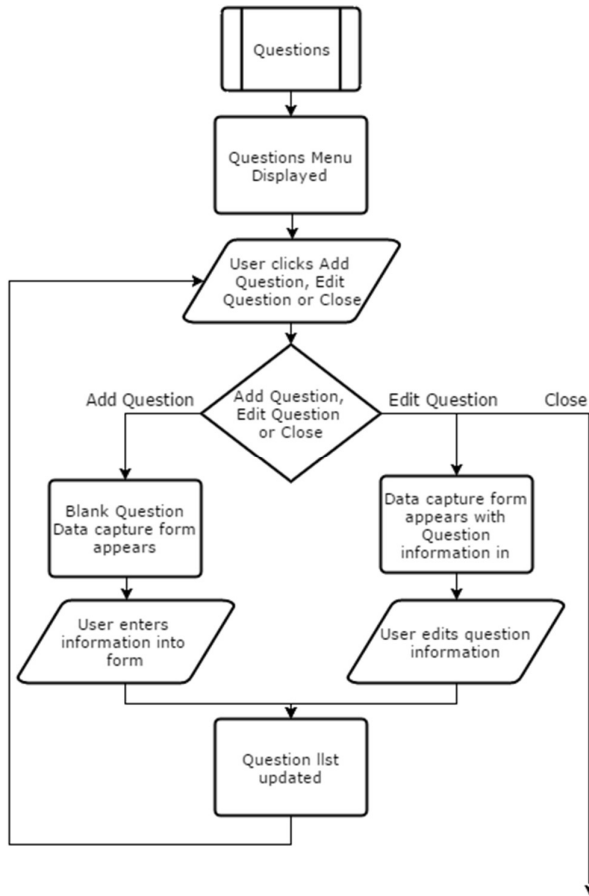 Questions
Questions Menu
Displayed
User clicks Add
Question, Edit
Question or Close
Add Question
Add Question,
Edit Question
or Close
Edit Question
Close
Blank Question
Data capture form
appears
Data capture form
appears with
Question
information in
User enters
information into
form
User edits question
information
Question llst
updated